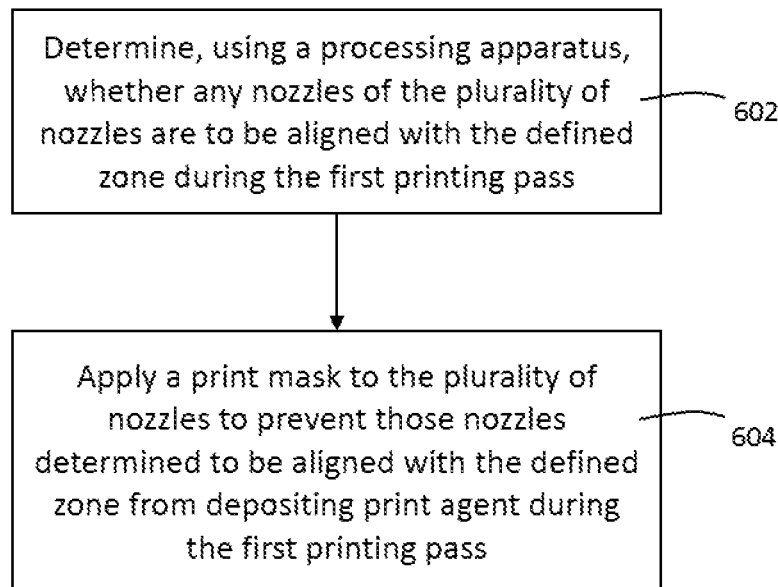 Determine, using a processing apparatus,
whether any nozzles of the plurality of
nozzles are to be aligned with the defined
zone during the first printing pass
602
Apply a print mask to the plurality of
nozzles to prevent those nozzles
determined to be aligned with the defined
zone from depositing print agent during
the first printing pass
604